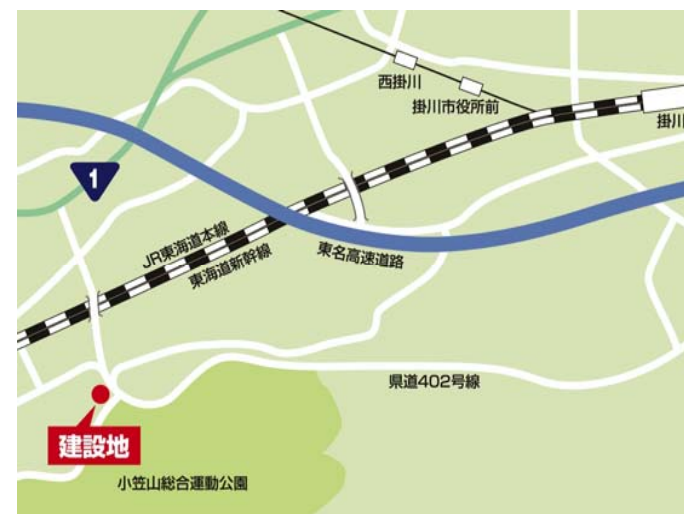 西掛川
掛川市役所前
掛川
1
JR東海道本線
東海道新幹線
東名高速道路
県道402号線
建設地
小笠山総合運動公園